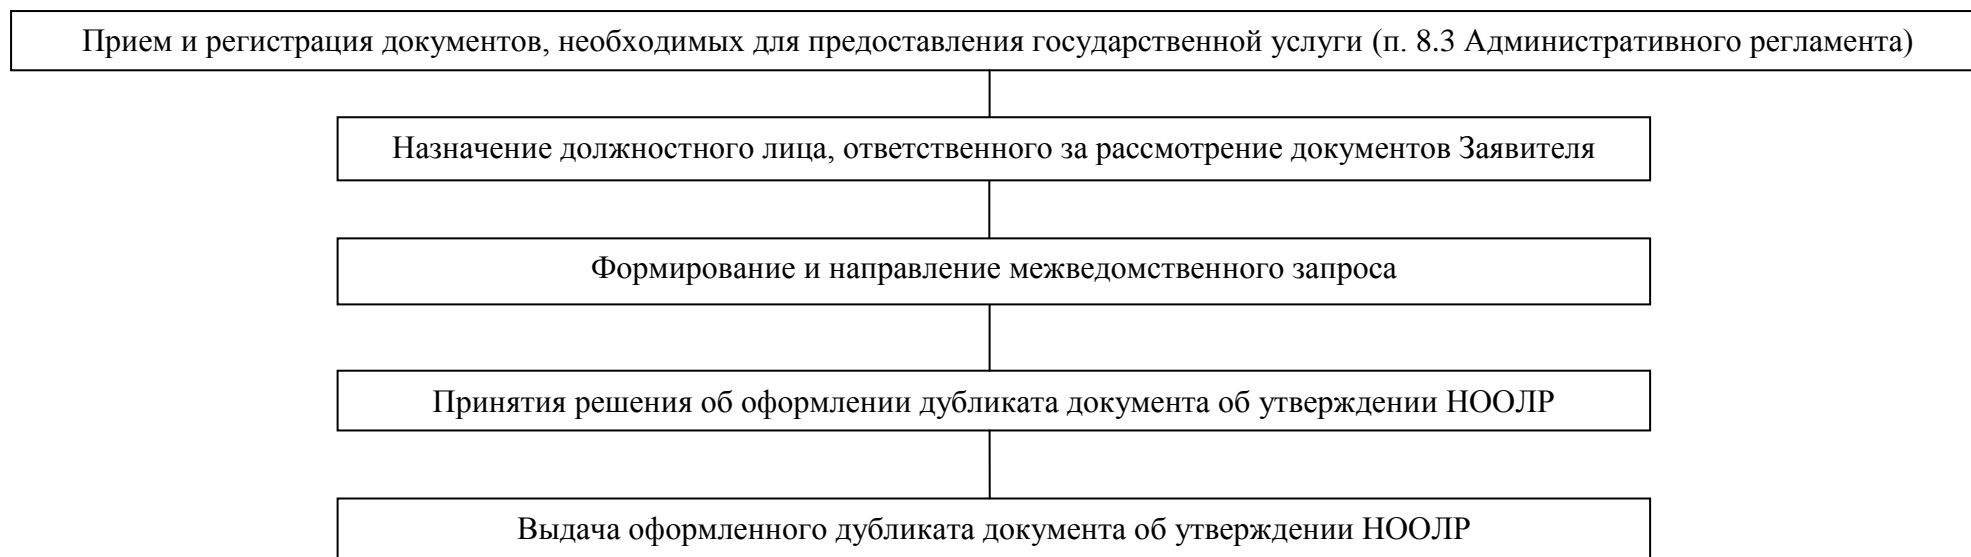 Прием и регистрация документов, необходимых для предоставления государственной услуги (п. 8.3 Административного регламента)
Назначение должностного лица, ответственного за рассмотрение документов Заявителя
Формирование и направление межведомственного запроса
Принятия решения об оформлении дубликата документа об утверждении НООЛР
Выдача оформленного дубликата документа об утверждении НООЛР